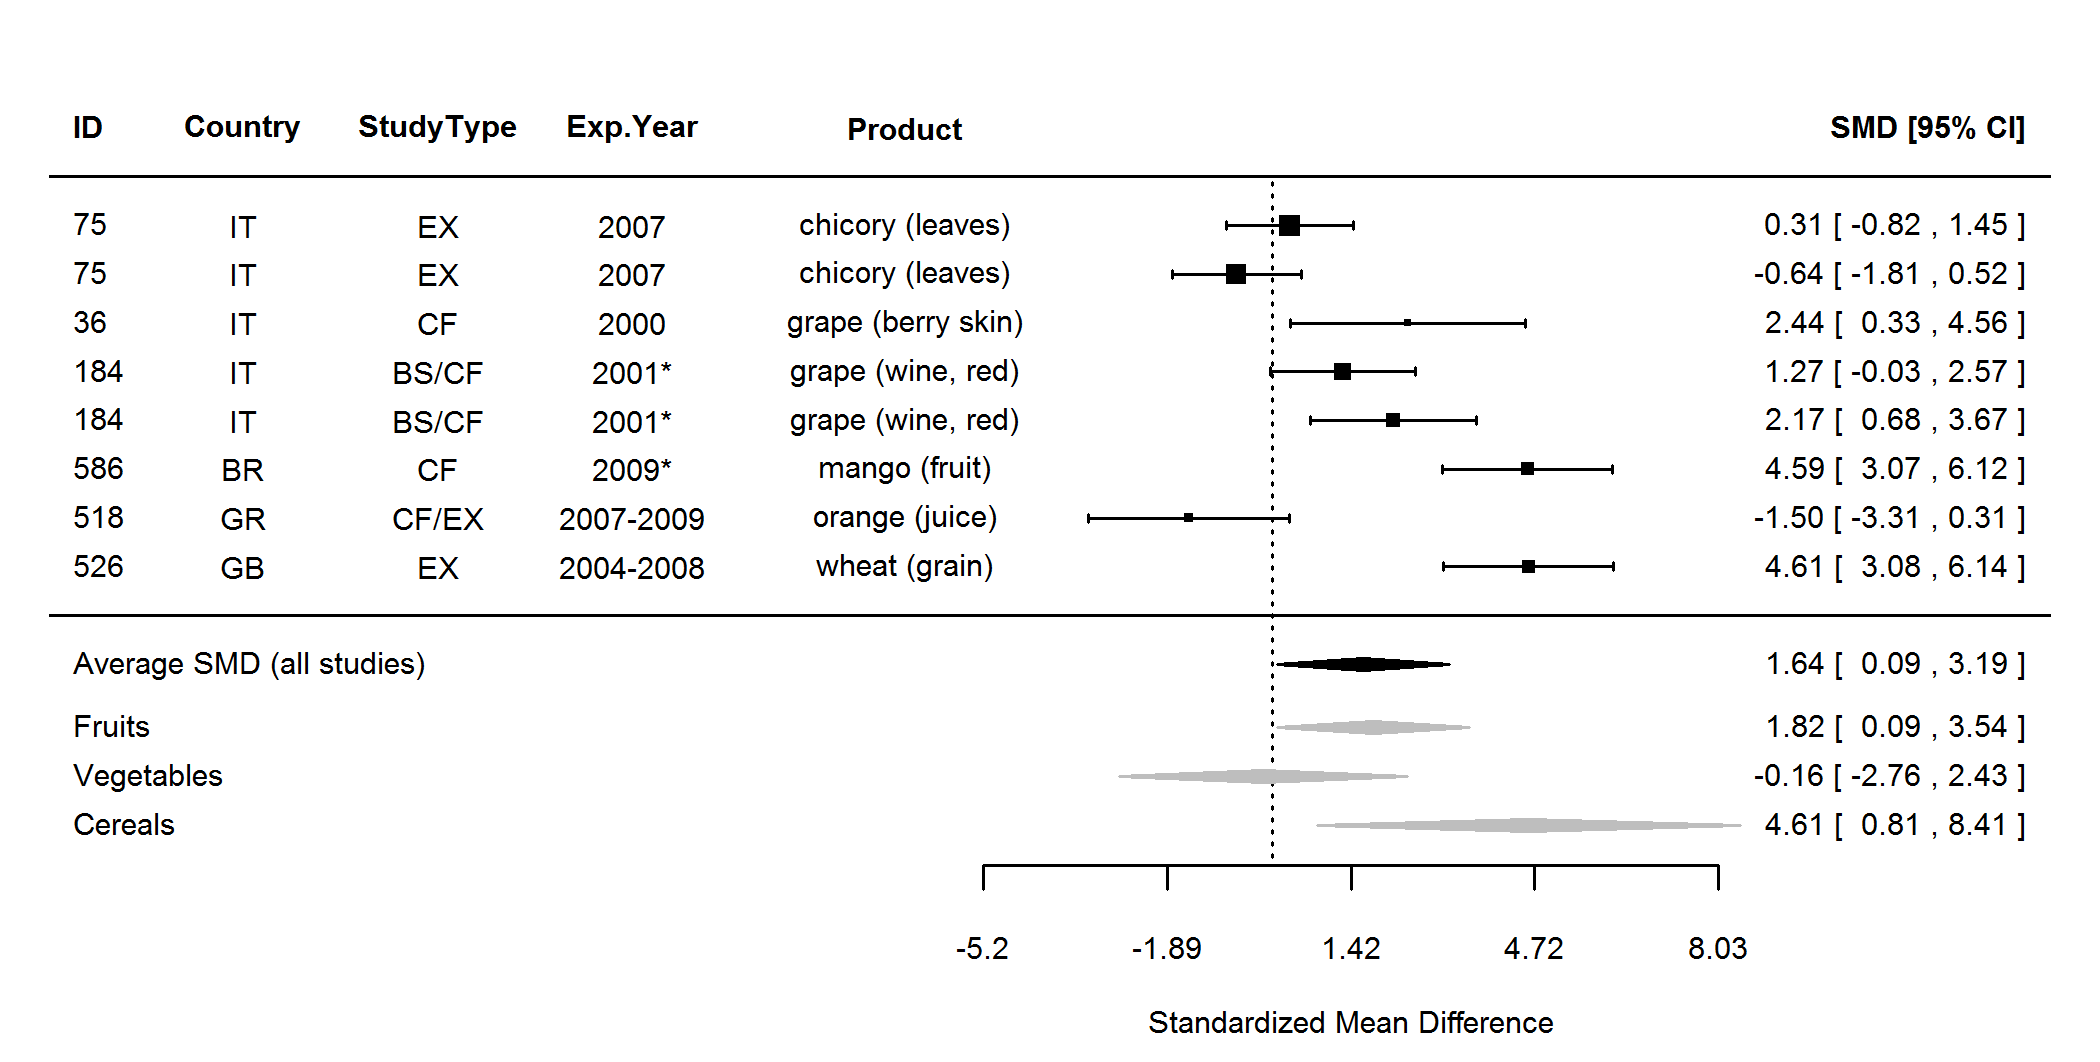 ID Country StudyType Exp.Year Product SMD [95% CI]
75 IT EX 2007 chicory (leaves) 0.31 [ -0.82 , 1.45 ]
75 IT EX 2007 chicory (leaves) -0.64 [ -1.81 , 0.52 ]
36 IT CF 2000 grape (berry skin) 2.44 [ 0.33 , 4.56 ]
184 IT BS/CF 2001* grape (wine, red) 1.27 [ -0.03 , 2.57 ]
184 IT BS/CF 2001* grape (wine, red) 2.17 [ 0.68 , 3.67 ]
586 BR CF 2009* mango (fruit) 4.59 [ 3.07 , 6.12 ]
518 GR CF/EX 2007-2009 orange (juice) -1.50 [ -3.31 , 0.31 ]
526 GB EX 2004-2008 wheat (grain) 4.61 [ 3.08 , 6.14 ]
Average SMD (all studies) 1.64 [ 0.09 , 3.19 ]
Fruits 1.82 [ 0.09 , 3.54 ]
Vegetables -0.16 [ -2.76 , 2.43 ]
Cereals 4.61 [ 0.81 , 8.41 ]
-5.2 -1.89 1.42 4.72 8.03
Standardized Mean Difference